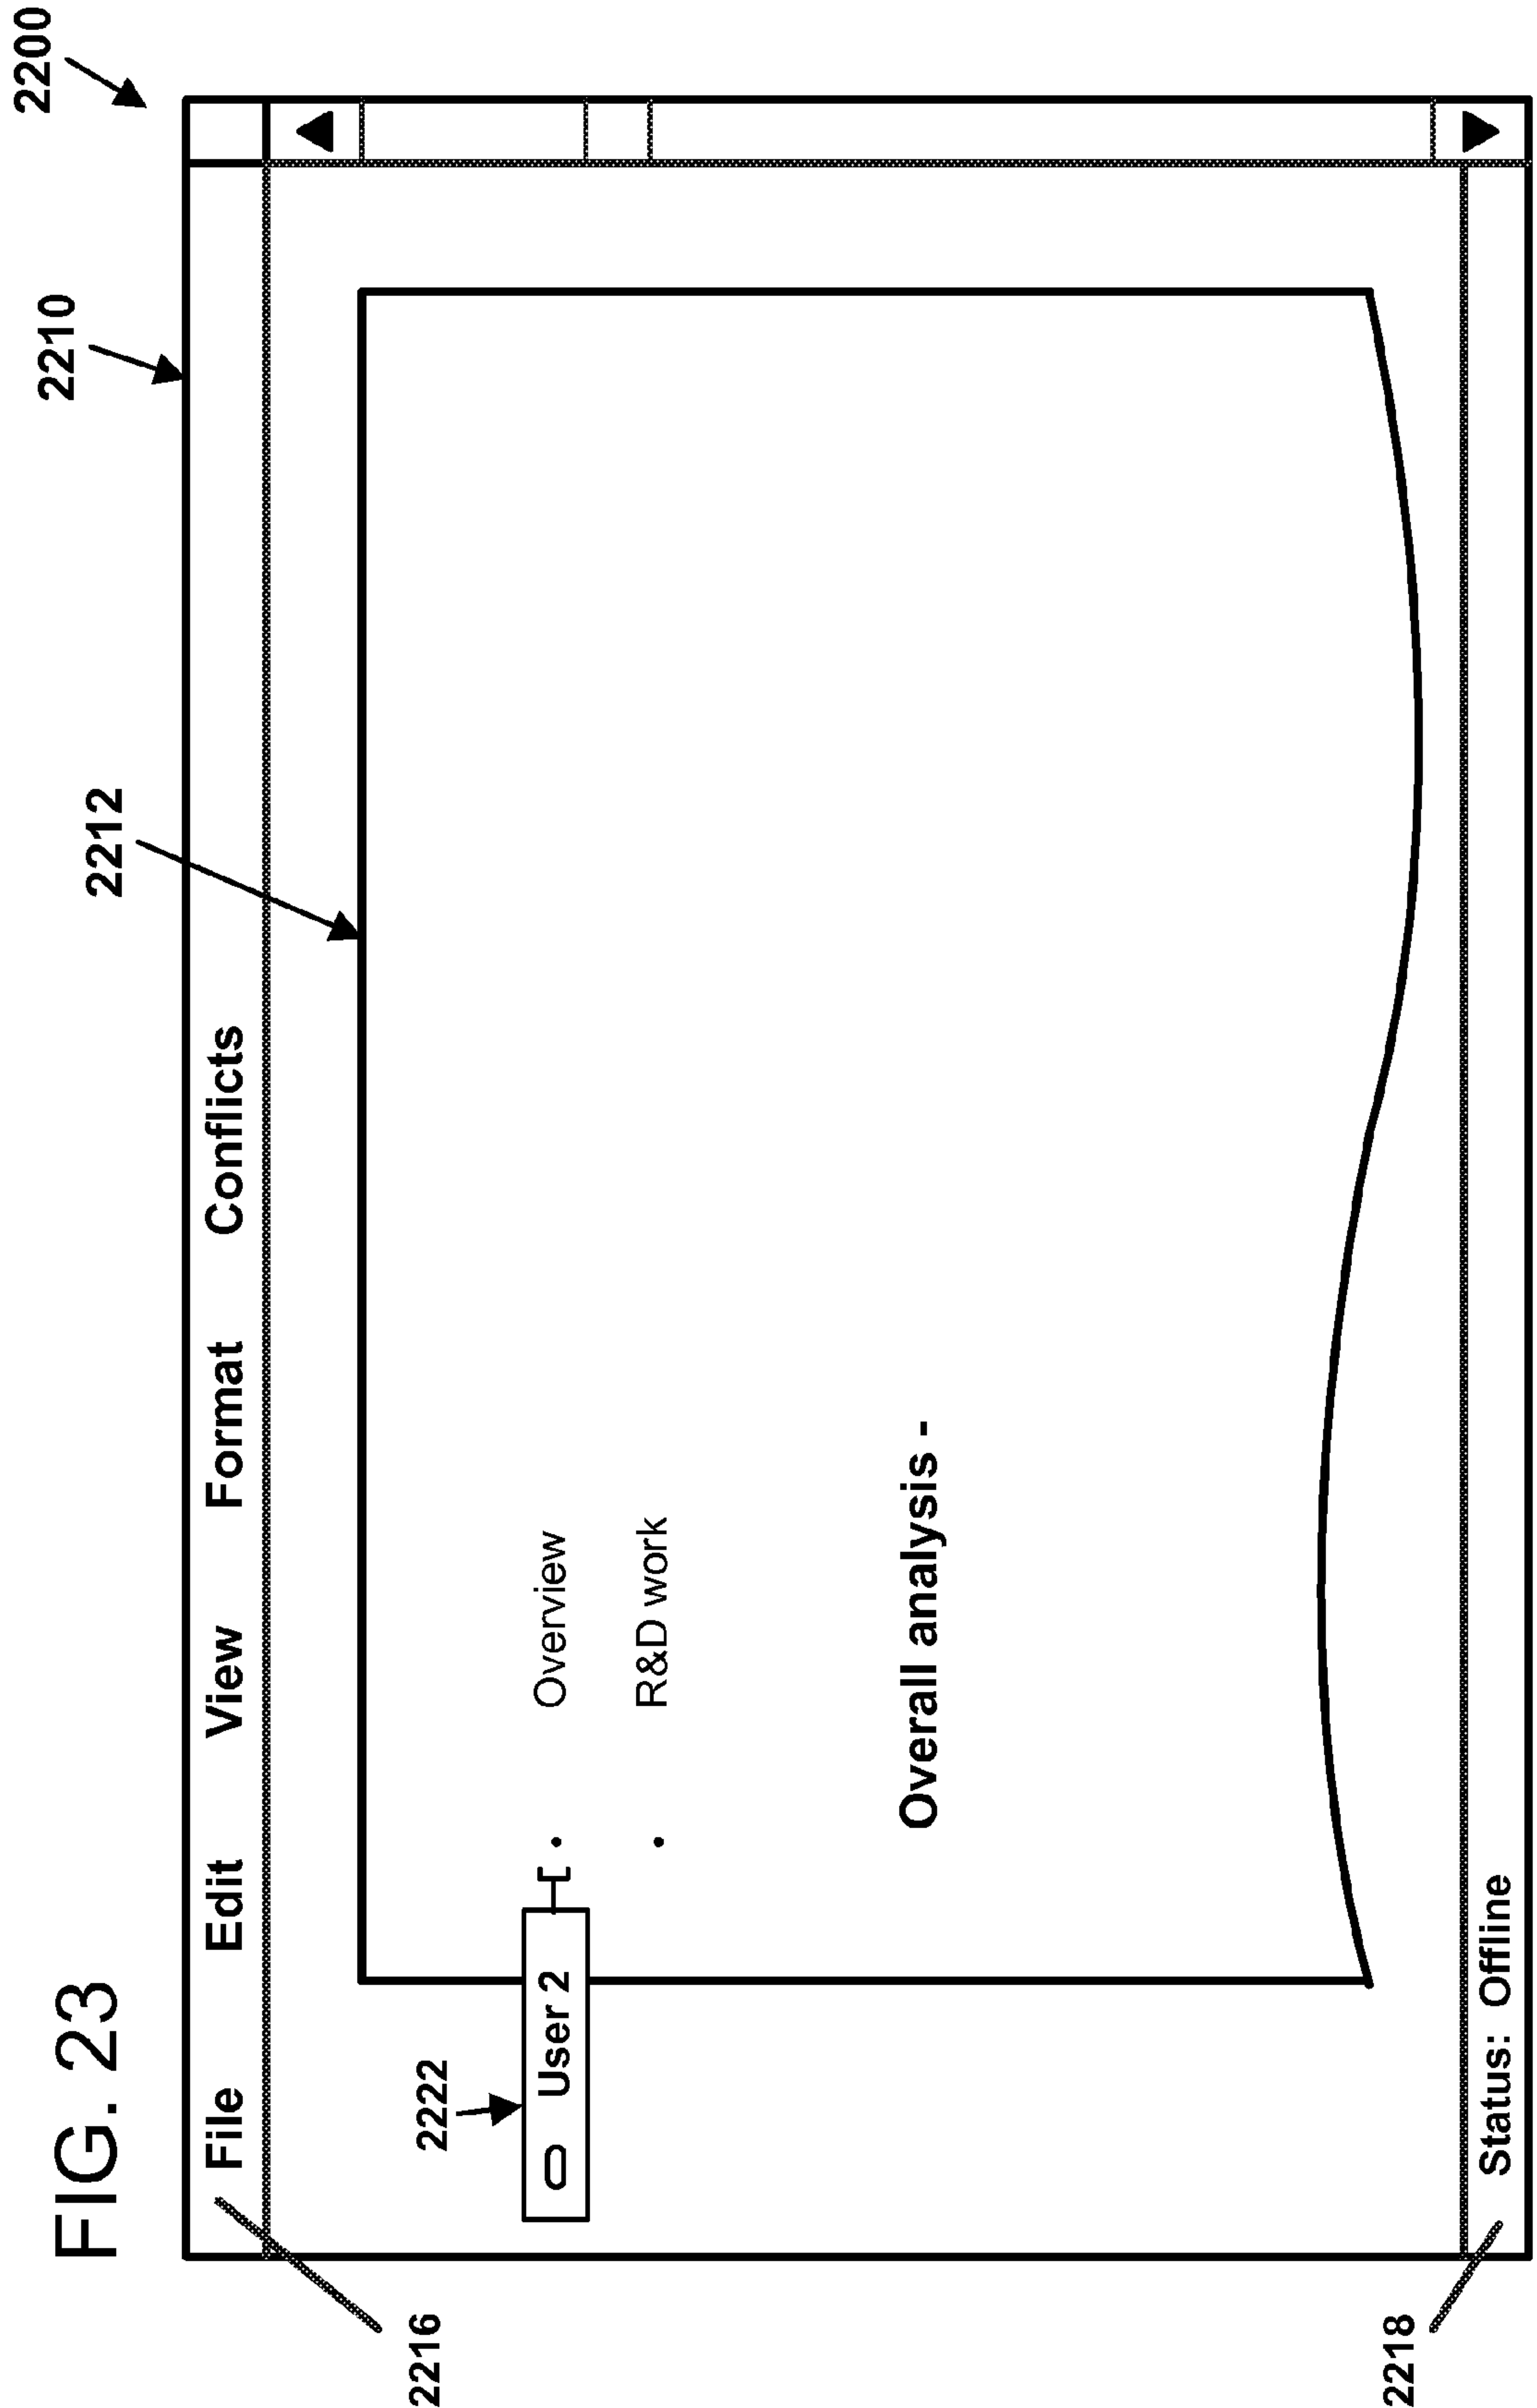 FIG. 23
2200
2210
2212
File Edit View Format Conflicts
2216
2222
User 2
• Overview
• R&D work
Overall analysis -
2218
Status: Offline